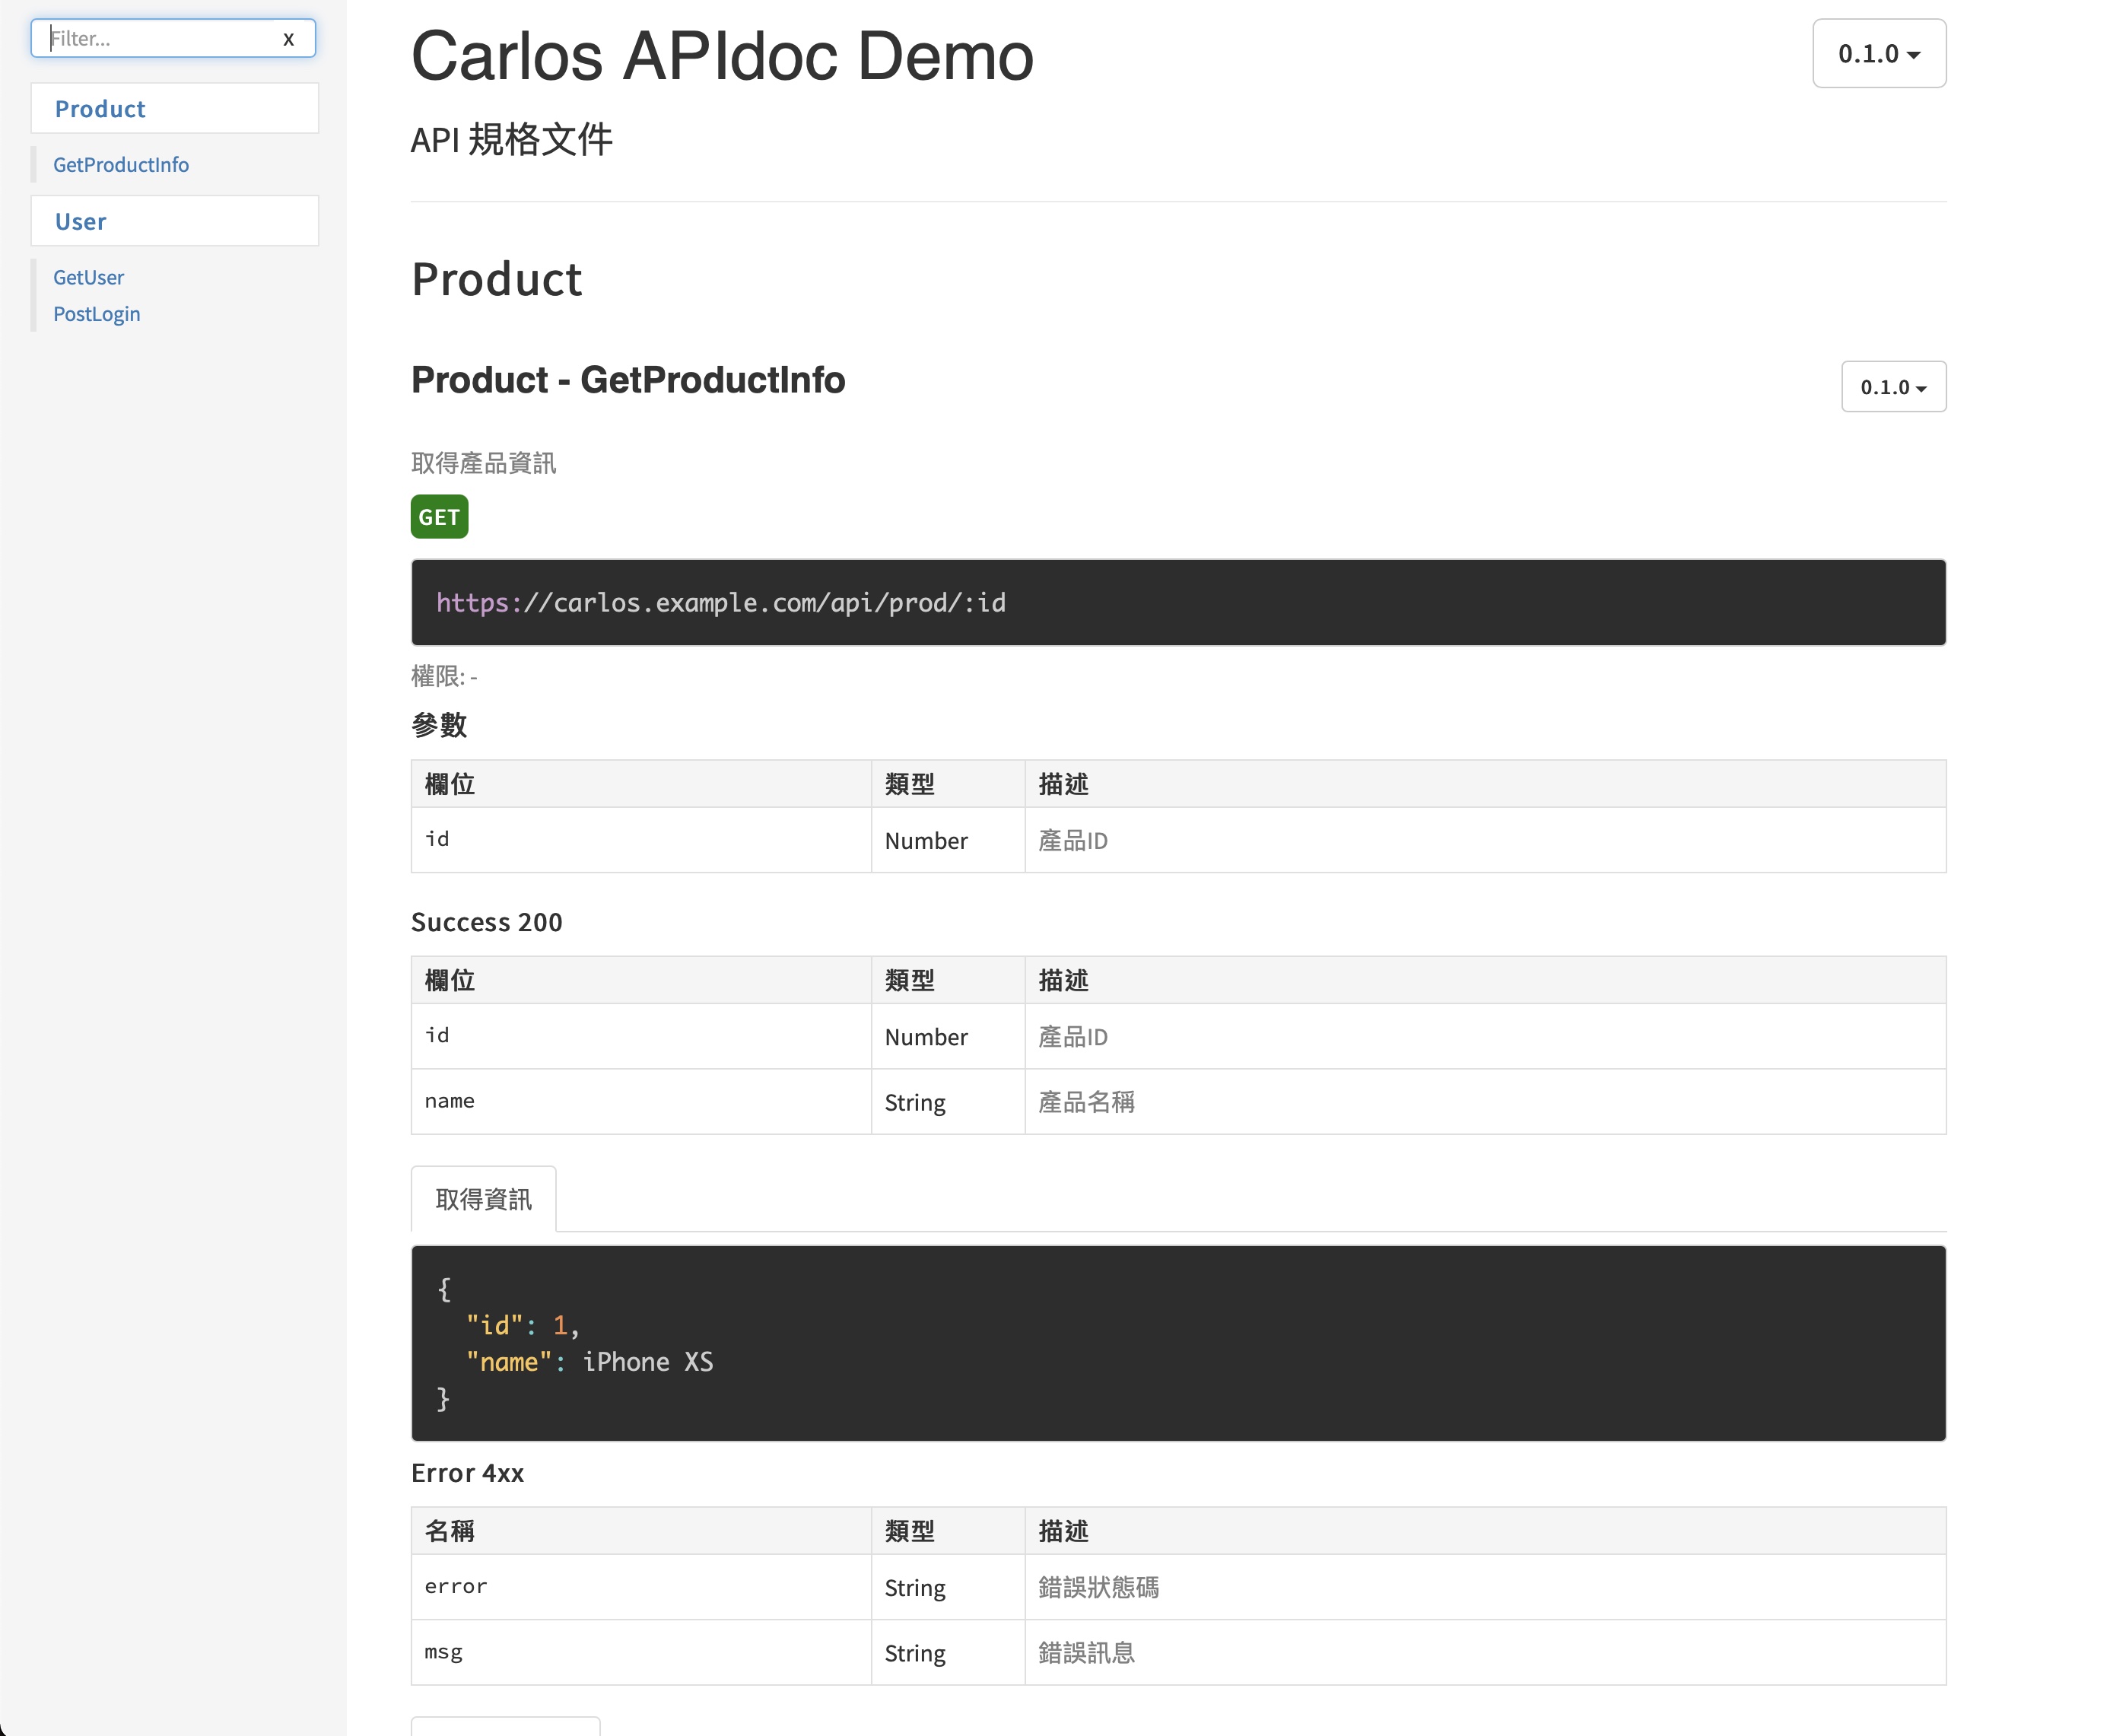 Filter... x
Product
GetProductInfo
User
GetUser
PostLogin
Carlos APIdoc Demo
0.1.0
API 規格文件
Product
Product - GetProductInfo
0.1.0
取得產品資訊
GET
https://carlos.example.com/api/prod/:id
權限: -
參數
欄位 類型 描述
id Number 產品ID
Success 200
欄位 類型 描述
id Number 產品ID
name String 產品名稱
取得資訊
{
"id": 1,
"name": iPhone XS
}
Error 4xx
名稱 類型 描述
error String 錯誤狀態碼
msg String 錯誤訊息